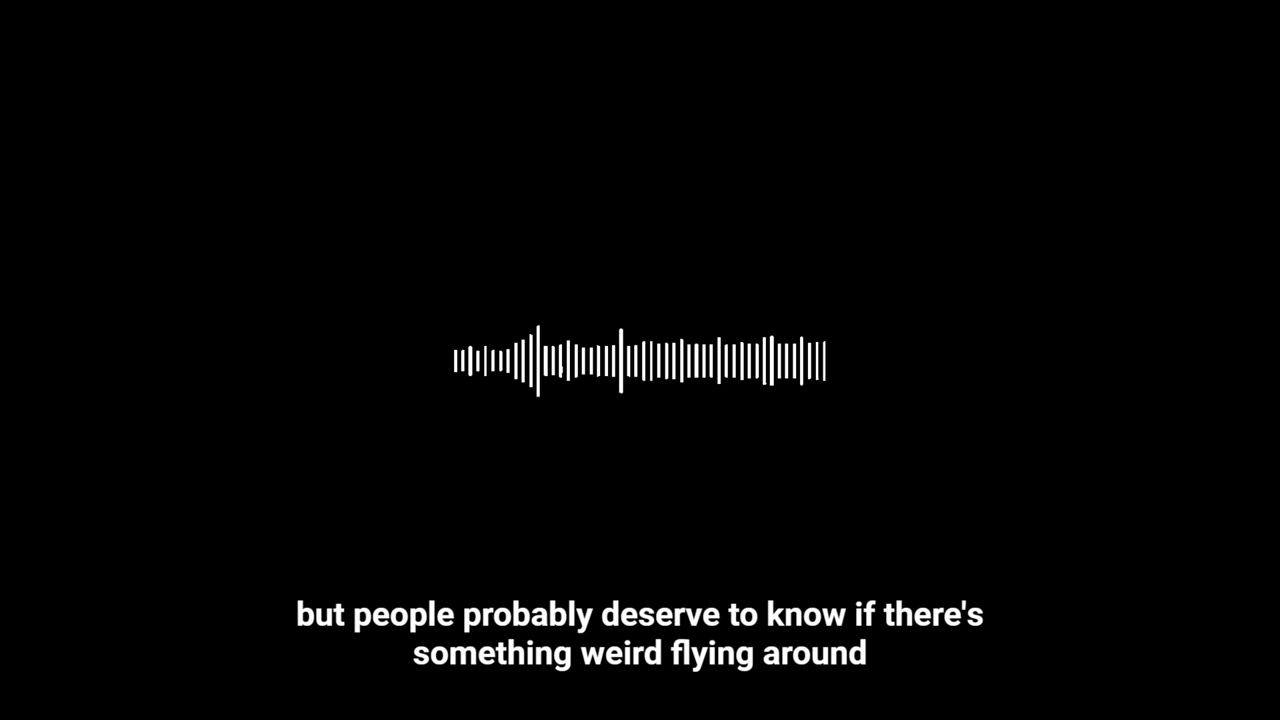 but people probably deserve to know if there's
something weird flying around